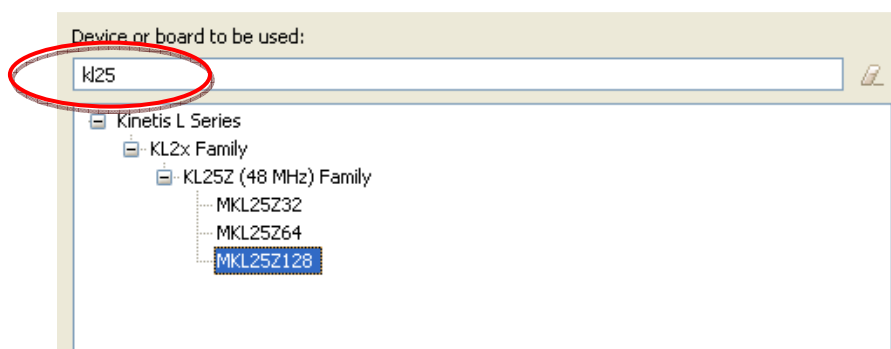 Device or board to be used:
kl25
Kinetis L Series
KL2x Family
KL25Z (48 MHz) Family
MKL25Z32
MKL25Z64
MKL25Z128